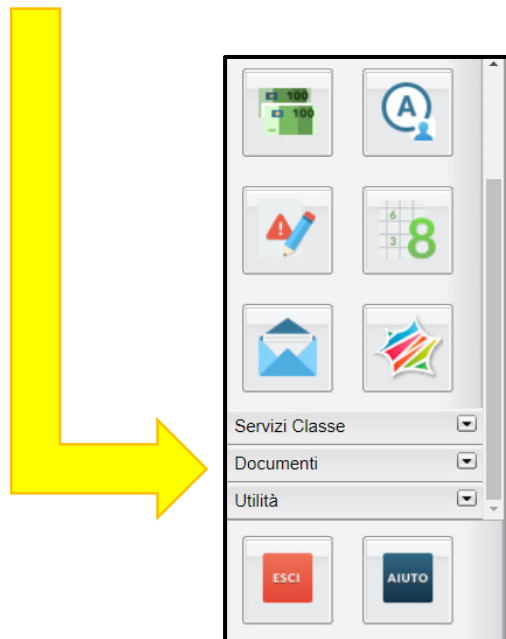 100
100
A
6
3 8
Servizi Classe
Documenti
Utilità
ESCI AIUTO